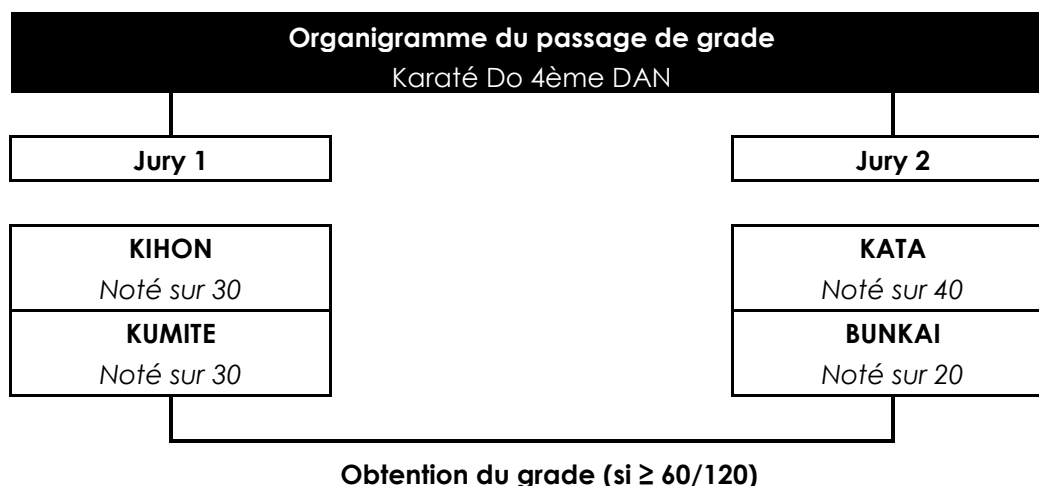 Organigramme du passage de grade
Karaté Do 4ème DAN
Jury 1
Jury 2
KIHON
Noté sur 30
KUMITE
Noté sur 30
KATA
Noté sur 40
BUNKAI
Noté sur 20
Obtention du grade (si ≥ 60/120)